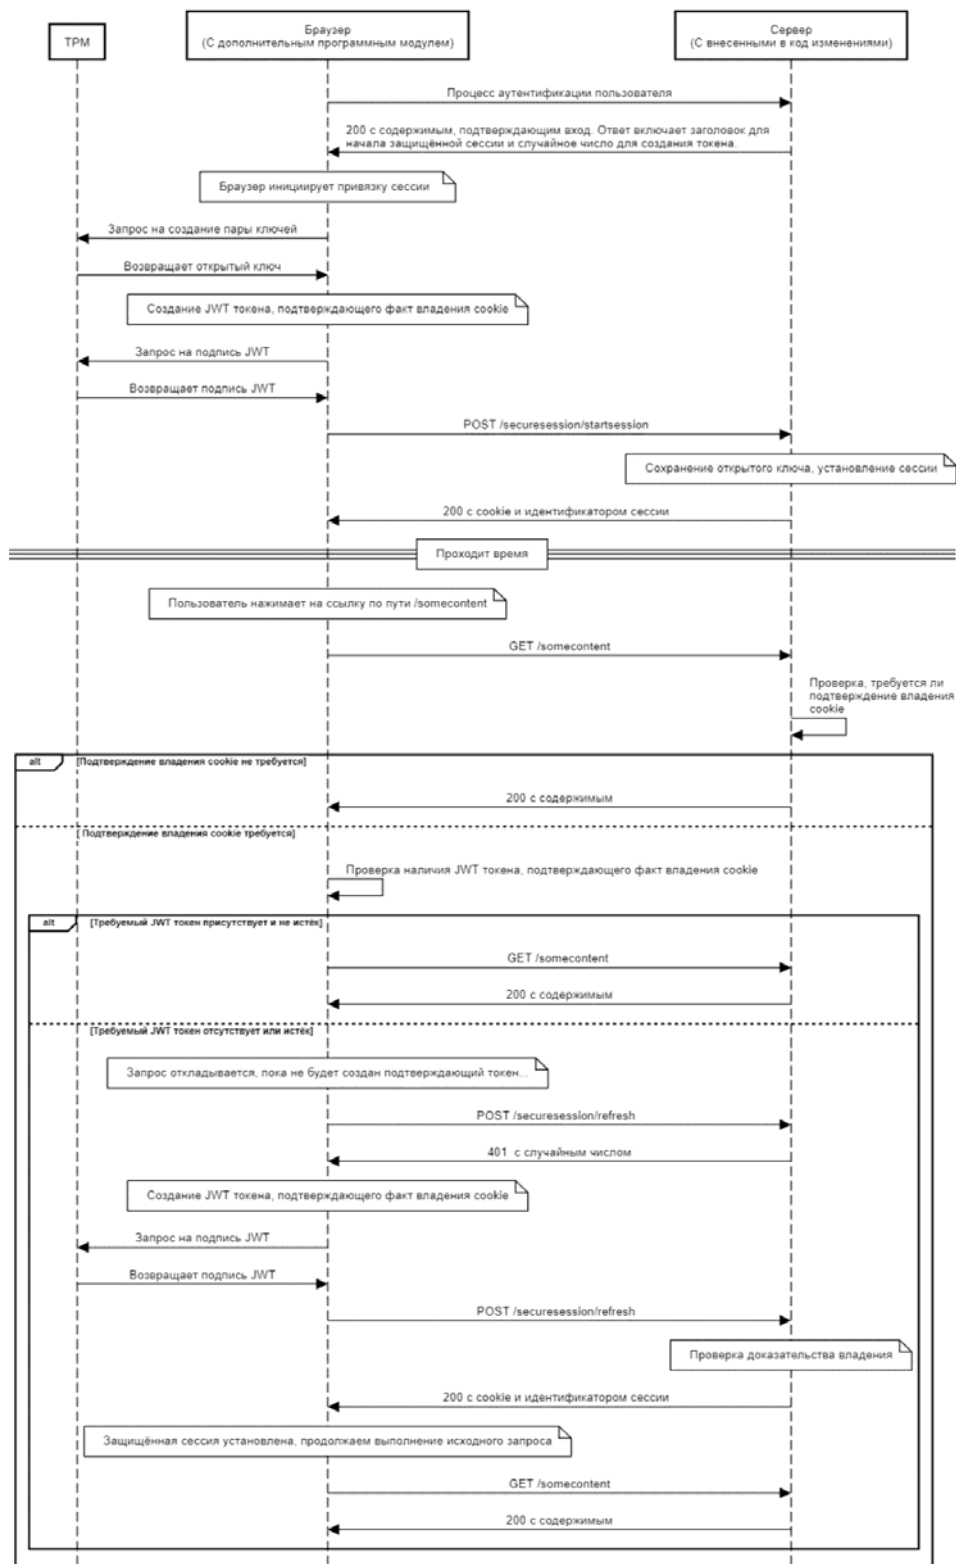 TPM
Браузер
(С дополнительным программным модулем)
Сервер
(С внесенными в код изменениями)
Процесс аутентификации пользователя
200 с содержимым, подтверждающим вход. Ответ включает заголовок для
начала защищённой сессии и случайное число для создания токена.
Браузер инициирует привязку сессии
Запрос на создание пары ключей
Возвращает открытый ключ
Создание JWT токена, подтверждающего факт владения cookie
Запрос на подпись JWT
Возвращает подпись JWT
POST /securesession/startsession
Сохранение открытого ключа, установление сессии
200 с cookie и идентификатором сессии
Проходит время
Пользователь нажимает на ссылку по пути /somecontent
GET /somecontent
Проверка, требуется ли
подтверждение владения
cookie
alt
[Подтверждение владения cookie не требуется]
200 с содержимым
[ Подтверждение владения cookie требуется]
Проверка наличия JWT токена, подтверждающего факт владения cookie
alt
[Требуемый JWT токен присутствует и не истёк]
GET /somecontent
200 с содержимым
[Требуемый JWT токен отсутствует или истёк]
Запрос откладывается, пока не будет создан подтверждающий токен...
POST /securesession/refresh
401 с случайным числом
Создание JWT токена, подтверждающего факт владения cookie
Запрос на подпись JWT
Возвращает подпись JWT
POST /securesession/refresh
Проверка доказательства владения
200 с cookie и идентификатором сессии
Защищённая сессия установлена, продолжаем выполнение исходного запроса
GET /somecontent
200 с содержимым